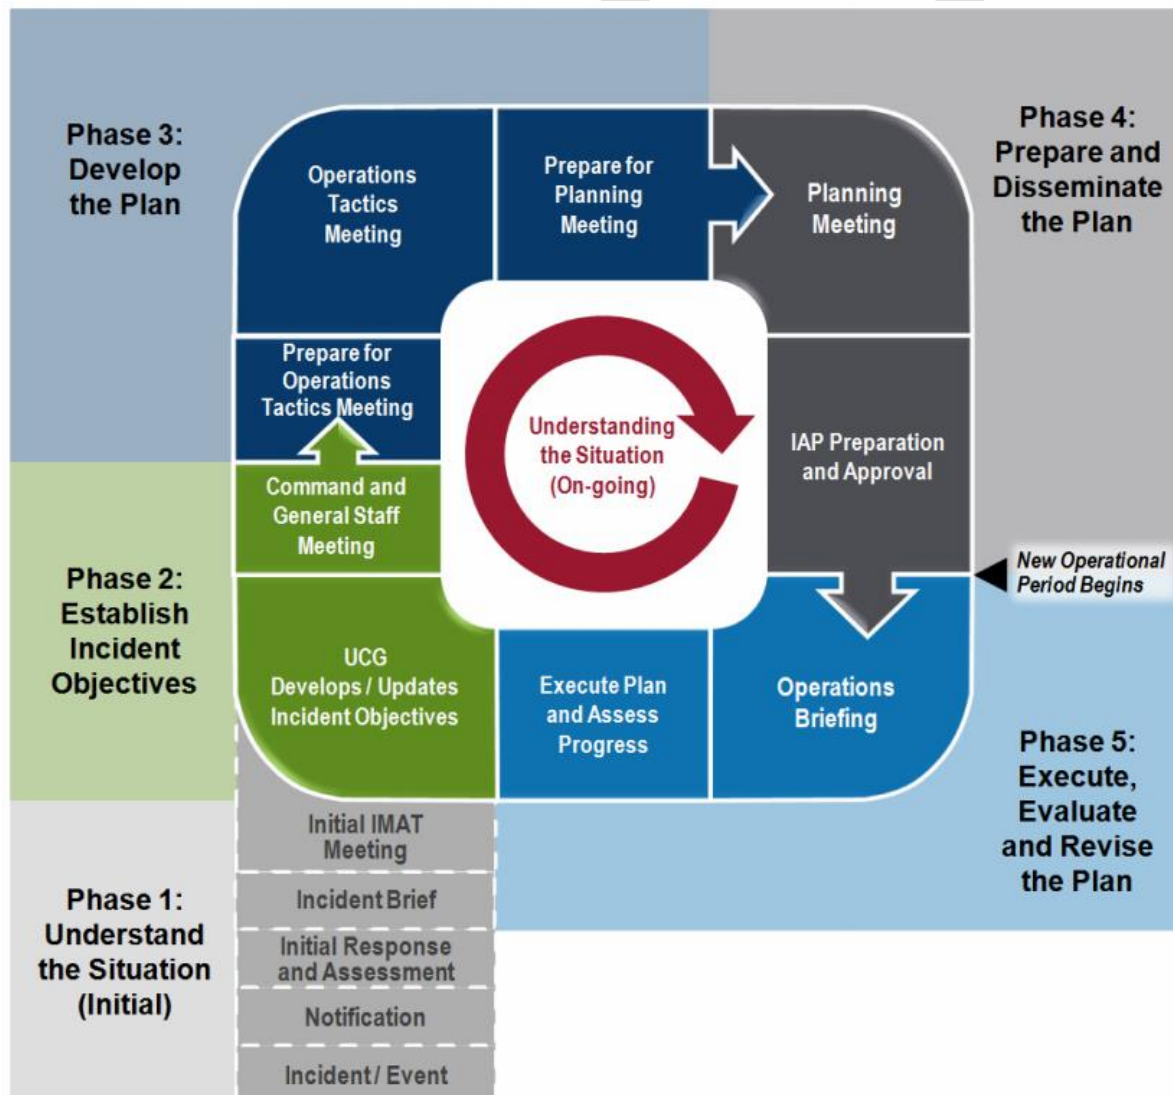 Phase 3:
Develop
the Plan
Operations
Tactics
Meeting
Prepare for
Planning
Meeting
Planning
Meeting
Phase 4:
Prepare and
Disseminate
the Plan
Prepare for
Operations
Tactics Meeting
Understanding
the Situation
(On-going)
IAP Preparation
and Approval
Command and
General Staff
Meeting
New Operational
Period Begins
Phase 2:
Establish
Incident
Objectives
UCG
Develops / Updates
Incident Objectives
Execute Plan
and Assess
Progress
Operations
Briefing
Phase 5:
Execute,
Evaluate
and Revise
the Plan
Phase 1:
Understand
the Situation
(Initial)
Initial IMAT
Meeting
Incident Brief
Initial Response
and Assessment
Notification
Incident / Event